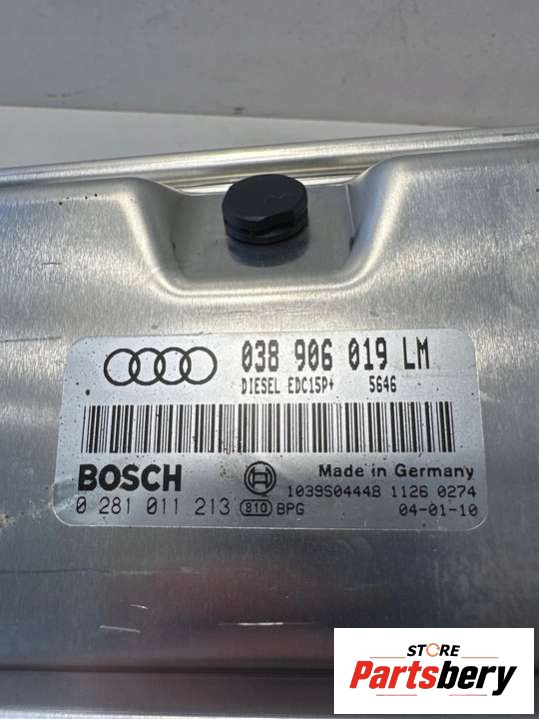 038 906 019 LM
DIESEL EDC15P+ 5646
BOSCH
Made in Germany
1039S04448 1126 0274
0 281 011 213 810 BPG 04-01-10
STORE
Partsbery